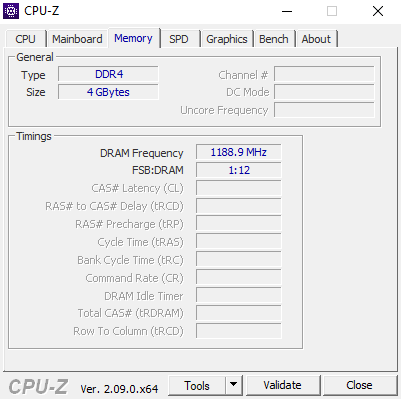 CPU-Z
CPU Mainboard Memory SPD Graphics Bench About
General
Type DDR4 Channel #
Size 4 GBytes DC Mode
Uncore Frequency
Timings
DRAM Frequency 1188.9 MHz
FSB:DRAM 1:12
CAS# Latency (CL)
RAS# to CAS# Delay (tRCD)
RAS# Precharge (tRP)
Cycle Time (tRAS)
Bank Cycle Time (tRC)
Command Rate (CR)
DRAM Idle Timer
Total CAS# (tRDRAM)
Row To Column (tRCD)
CPU-Z Ver. 2.09.0.x64 Tools Validate Close